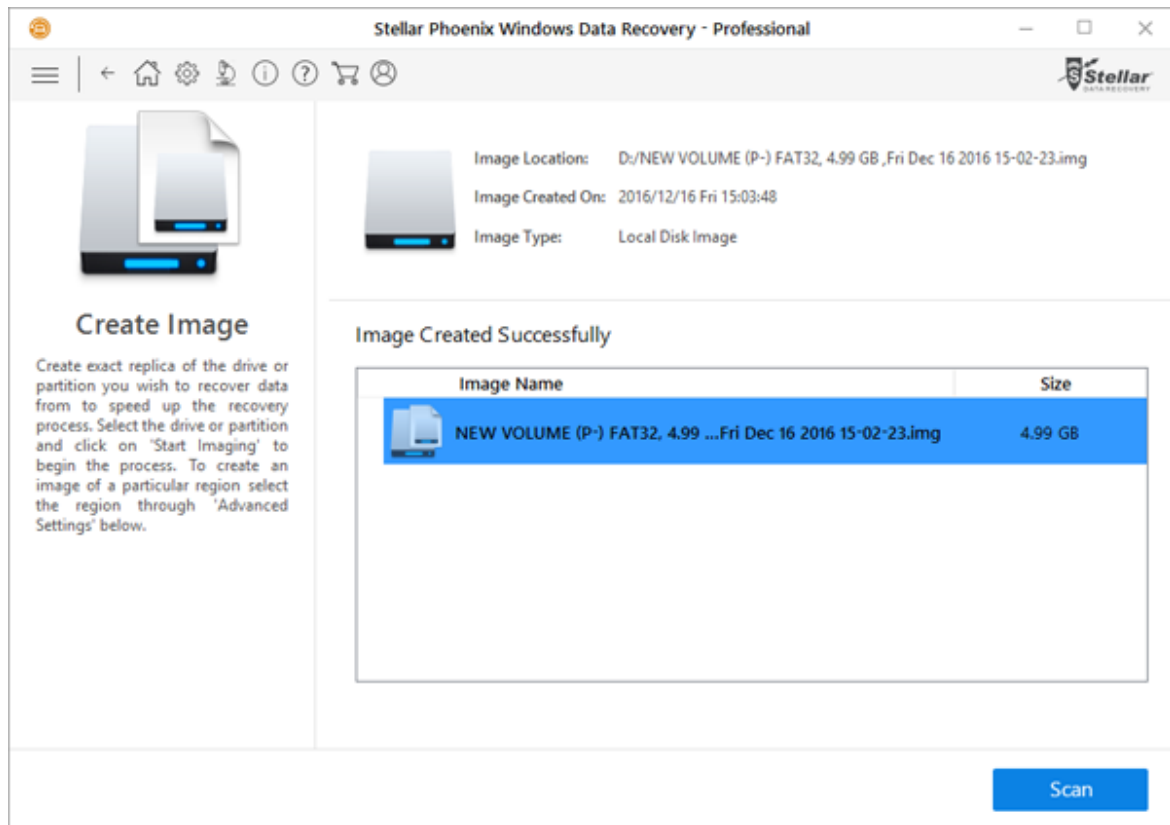 Stellar Phoenix Windows Data Recovery - Professional
Stellar
DATA RECOVERY
Create Image
Create exact replica of the drive or
partition you wish to recover data
from to speed up the recovery
process. Select the drive or partition
and click on 'Start Imaging' to
begin the process. To create an
image of a particular region select
the region through 'Advanced
Settings' below.
Image Location: D:/NEW VOLUME (P-) FAT32, 4.99 GB ,Fri Dec 16 2016 15-02-23.img
Image Created On: 2016/12/16 Fri 15:03:48
Image Type: Local Disk Image
Image Created Successfully
Image Name Size
NEW VOLUME (P-) FAT32, 4.99 ...Fri Dec 16 2016 15-02-23.img 4.99 GB
Scan